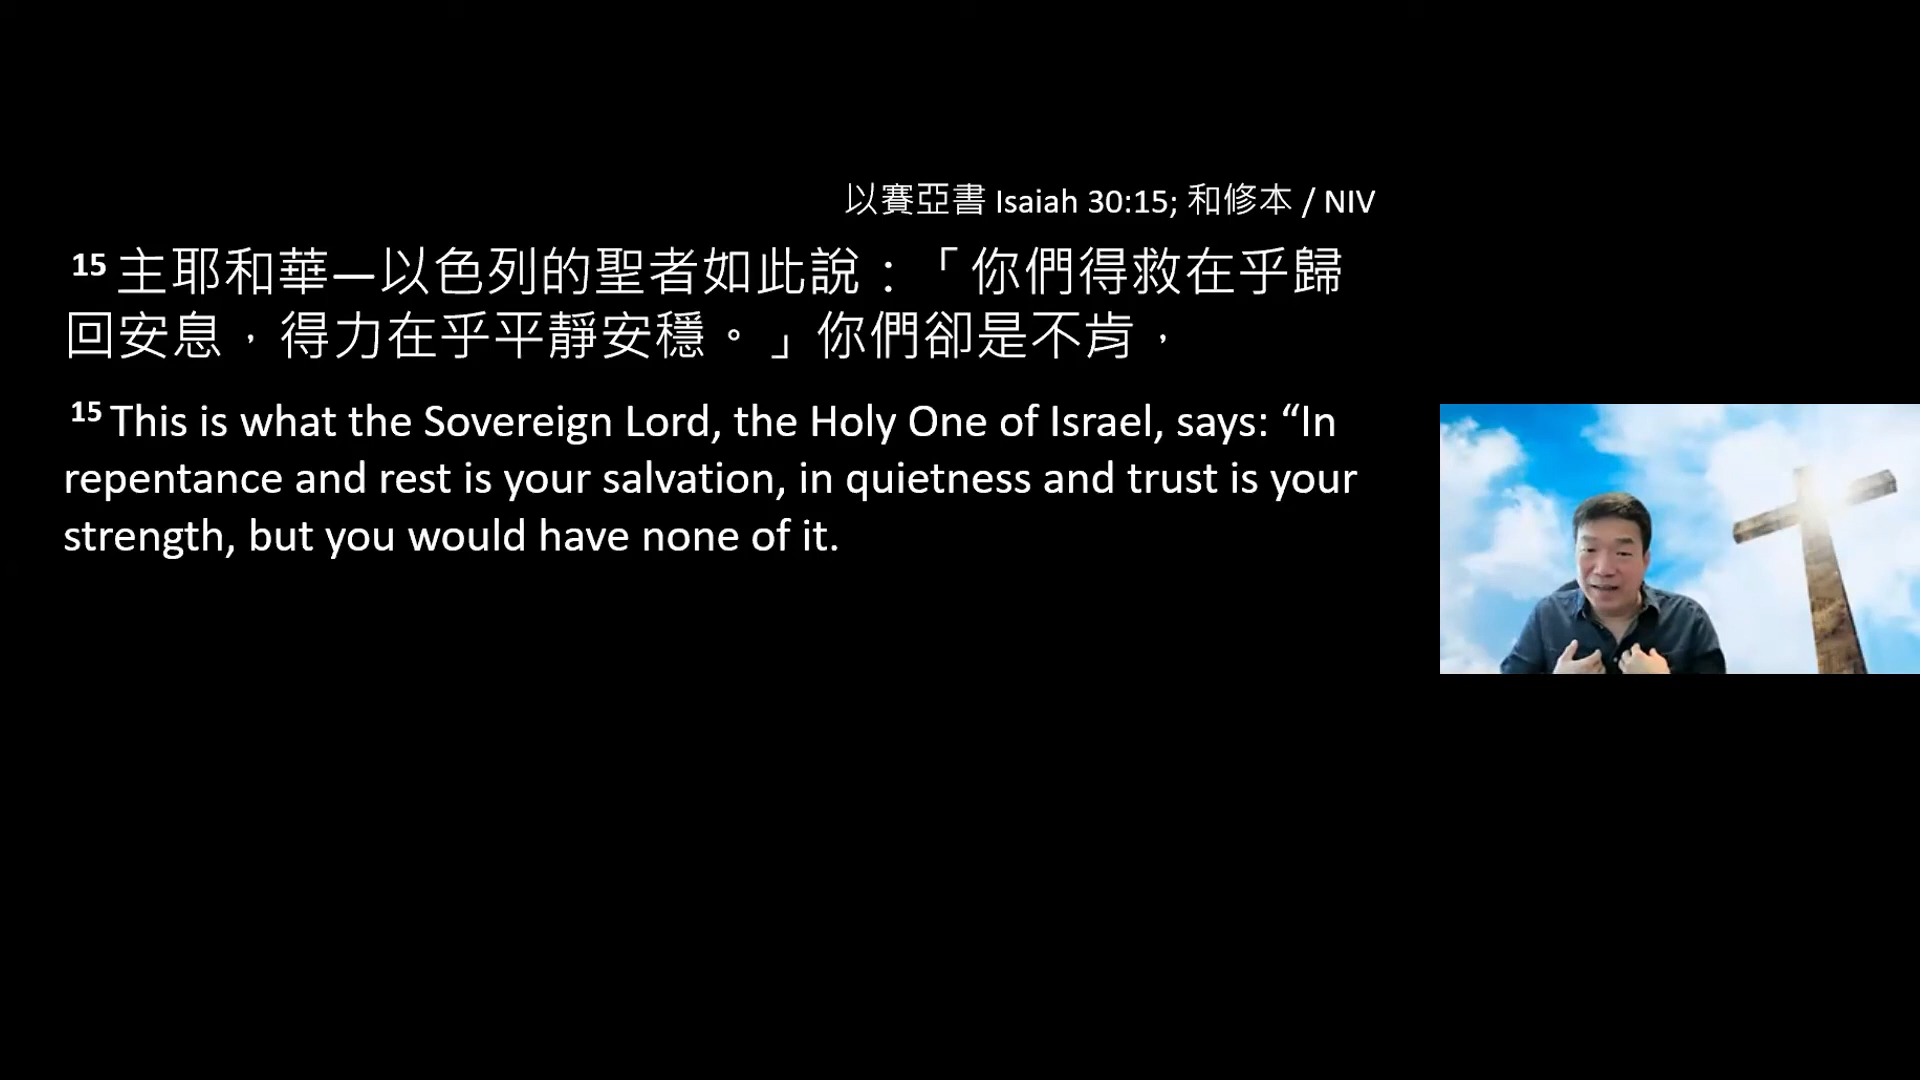 以賽亞書 Isaiah 30:15; 和修本 / NIV
15 主耶和華—以色列的聖者如此說：「你們得救在乎歸
回安息，得力在乎平靜安穩。」你們卻是不肯，
15 This is what the Sovereign Lord, the Holy One of Israel, says: “In
repentance and rest is your salvation, in quietness and trust is your
strength, but you would have none of it.